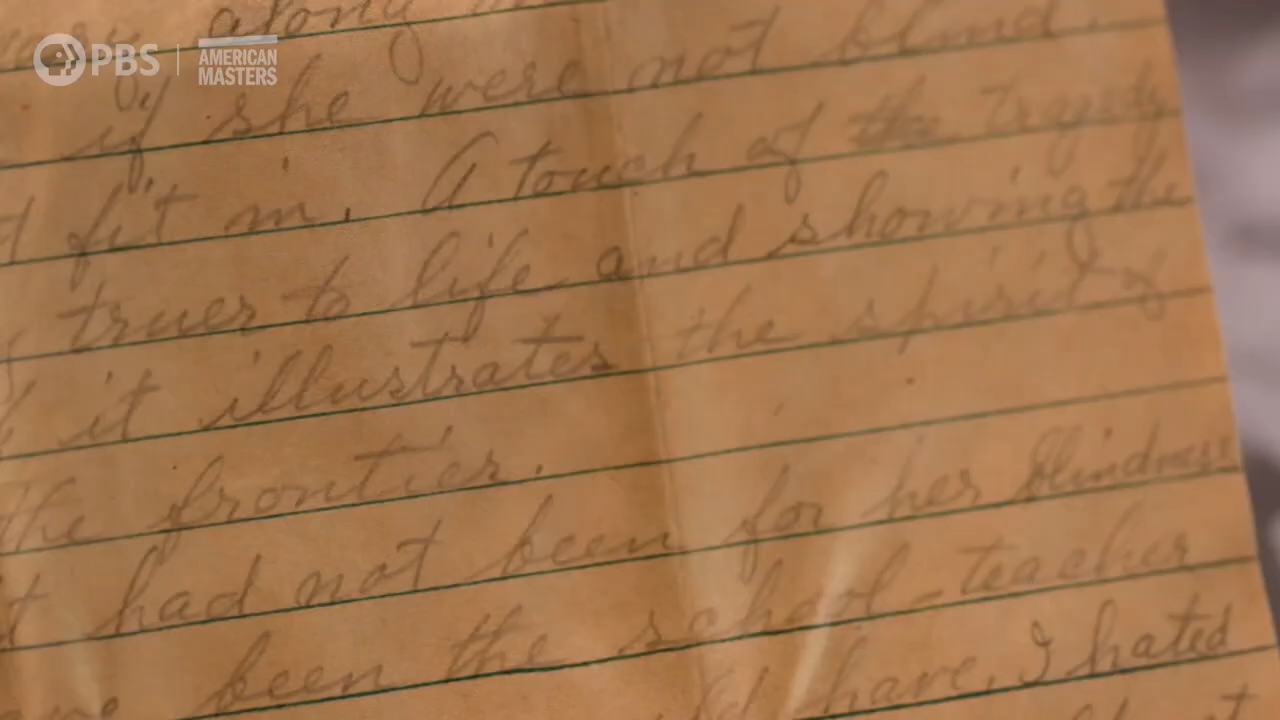 PBS
AMERICAN
MASTERS
along
if she were not blind.
fit in. A touch of the tragedy
truer to life and showing the
it illustrates the spirit of
the frontier.
had not been for her blindness
been the school-teacher
have, I hated